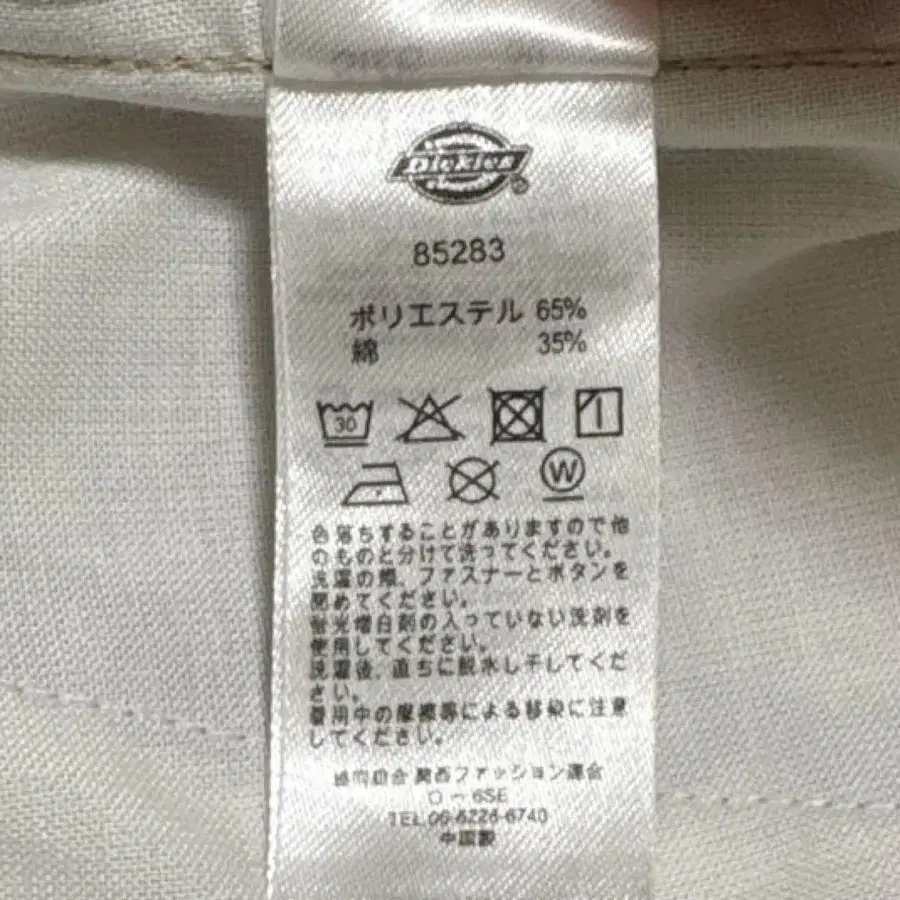 Dickies
®
85283
ポリエステル 65%
綿 35%
30
W
色落ちすることがありますので他
のものと分けて洗ってください。
洗濯の際、ファスナーとボタンを
閉めてください。
蛍光増白剤の入っていない洗剤を
使用してください。
洗濯後、直ちに脱水し干してくだ
さい。
着用中の摩擦等による移染に注意
してください。
協同組合 関西ファッション連合
O-6SE
TEL 06-6228-6740
中国製